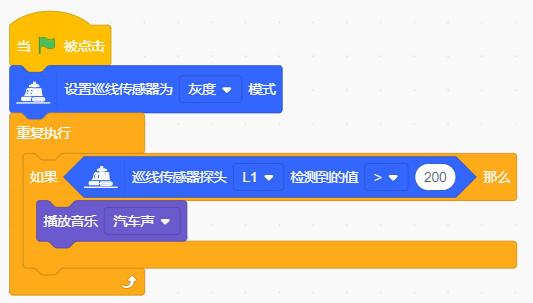 当 被点击
设置巡线传感器为 灰度 模式
重复执行
如果 巡线传感器探头 L1 检测到的值 > 200 那么
播放音乐 汽车声